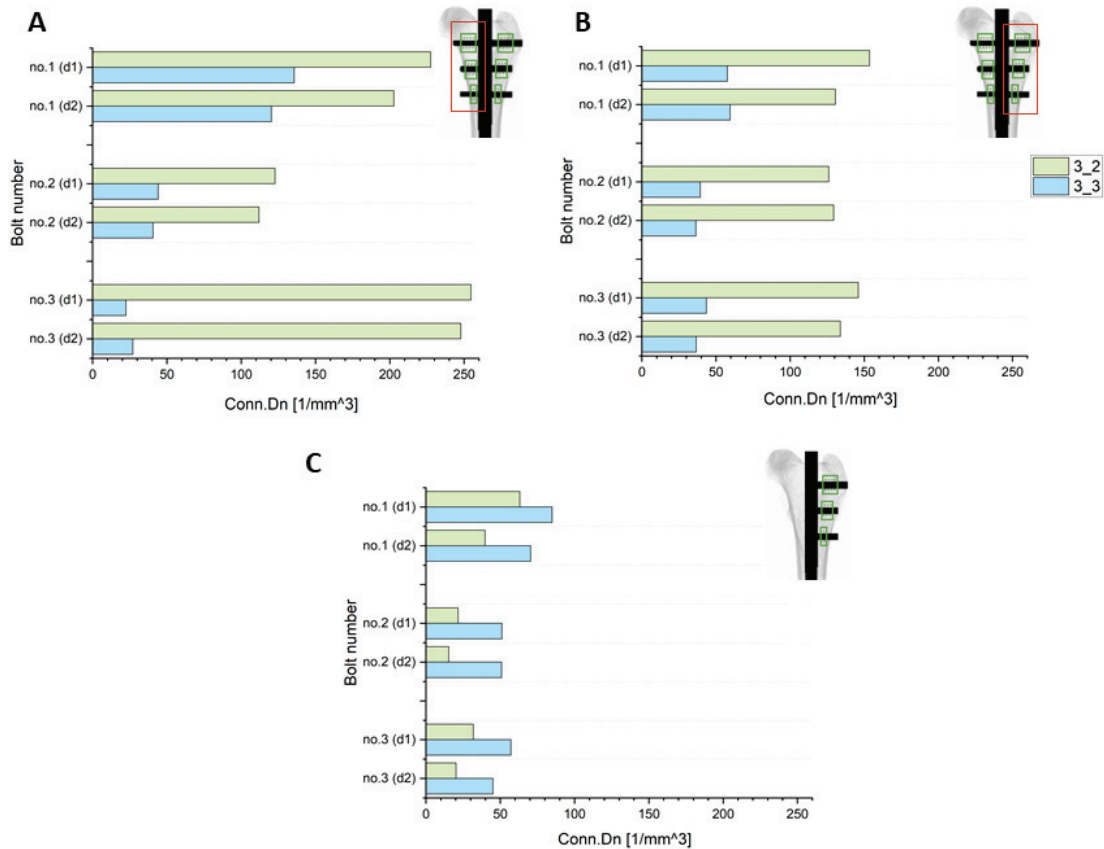 A
no.1 (d1)
no.1 (d2)
no.2 (d1)
no.2 (d2)
no.3 (d1)
no.3 (d2)
Bolt number
0 50 100 150 200 250
Conn.Dn [1/mm^3]
B
no.1 (d1)
no.1 (d2)
no.2 (d1)
no.2 (d2)
no.3 (d1)
no.3 (d2)
Bolt number
0 50 100 150 200 250
Conn.Dn [1/mm^3]
3_2
3_3
C
no.1 (d1)
no.1 (d2)
no.2 (d1)
no.2 (d2)
no.3 (d1)
no.3 (d2)
Bolt number
0 50 100 150 200 250
Conn.Dn [1/mm^3]